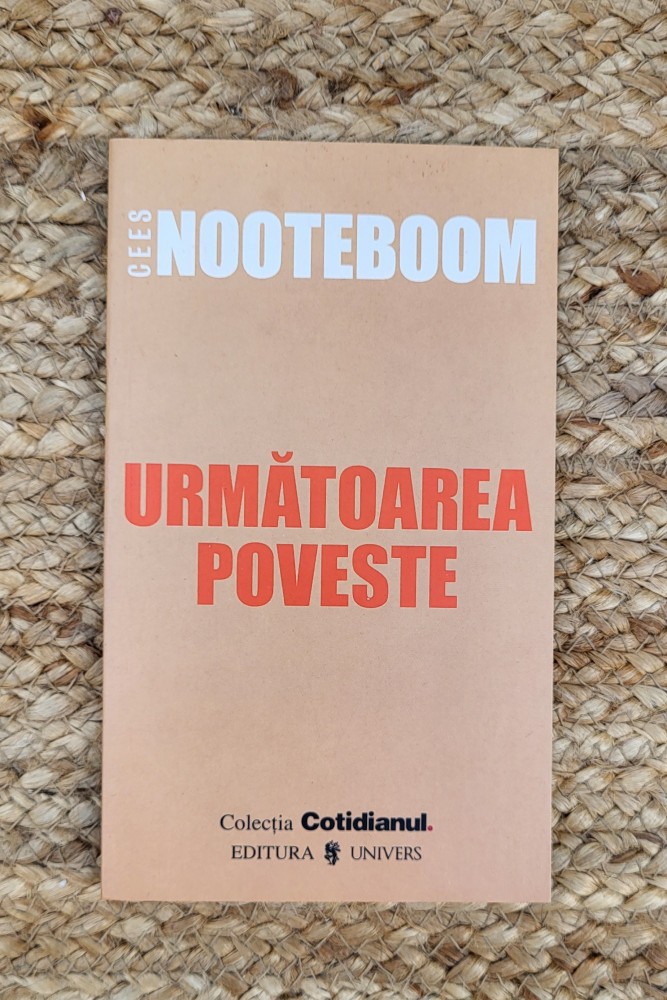 CEES
NOOTEBOOM
URMĂTOAREA
POVESTE
Colecția Cotidianul.
EDITURA UNIVERS